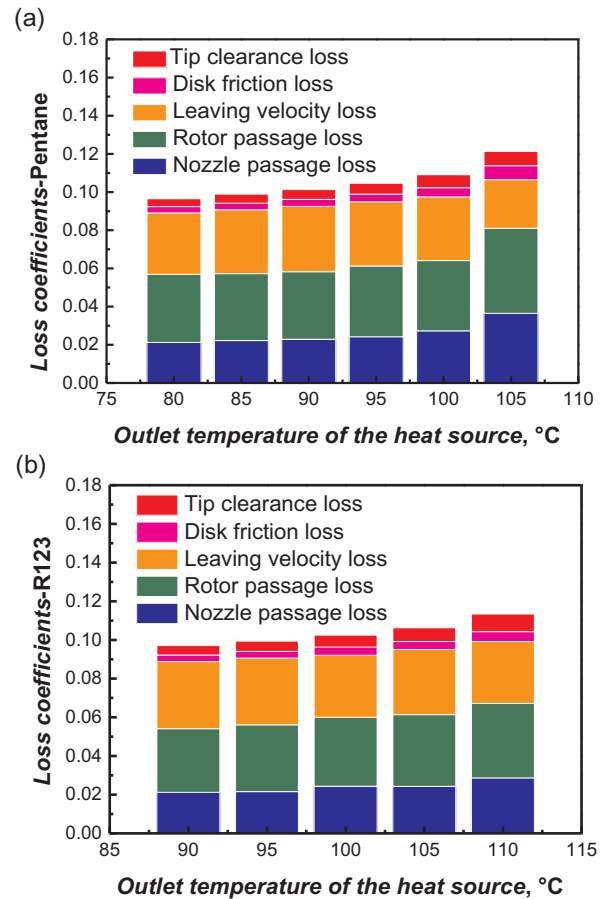 (a)
0.18
0.16
0.14
0.12
0.10
0.08
0.06
0.04
0.02
0.00
Loss coefficients-Pentane
Tip clearance loss
Disk friction loss
Leaving velocity loss
Rotor passage loss
Nozzle passage loss
75 80 85 90 95 100 105 110
Outlet temperature of the heat source, °C
(b)
0.18
0.16
0.14
0.12
0.10
0.08
0.06
0.04
0.02
0.00
Loss coefficients-R123
Tip clearance loss
Disk friction loss
Leaving velocity loss
Rotor passage loss
Nozzle passage loss
85 90 95 100 105 110 115
Outlet temperature of the heat source, °C